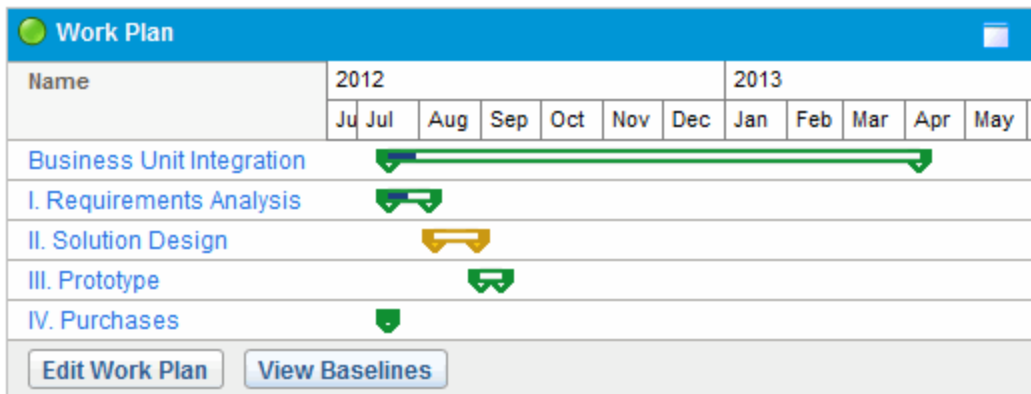 Work Plan
Name
2012 2013
Ju Jul Aug Sep Oct Nov Dec Jan Feb Mar Apr May
Business Unit Integration
I. Requirements Analysis
II. Solution Design
III. Prototype
IV. Purchases
Edit Work Plan View Baselines